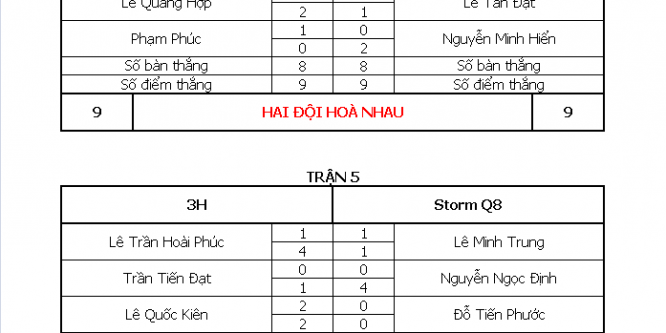 Lê Quang Hợp Lê Tấn Đạt
2 1
Phạm Phúc 1 0 Nguyễn Minh Hiển
0 2
Số bàn thắng 8 8 Số bàn thắng
Số điểm thắng 9 9 Số điểm thắng
9 HAI ĐỘI HOÀ NHAU 9
TRẬN 5
3H Storm Q8
Lê Trần Hoài Phúc 1 1 Lê Minh Trung
4 1
Trần Tiến Đạt 0 0 Nguyễn Ngọc Định
1 4
Lê Quốc Kiên 2 0 Đỗ Tiến Phước
2 0